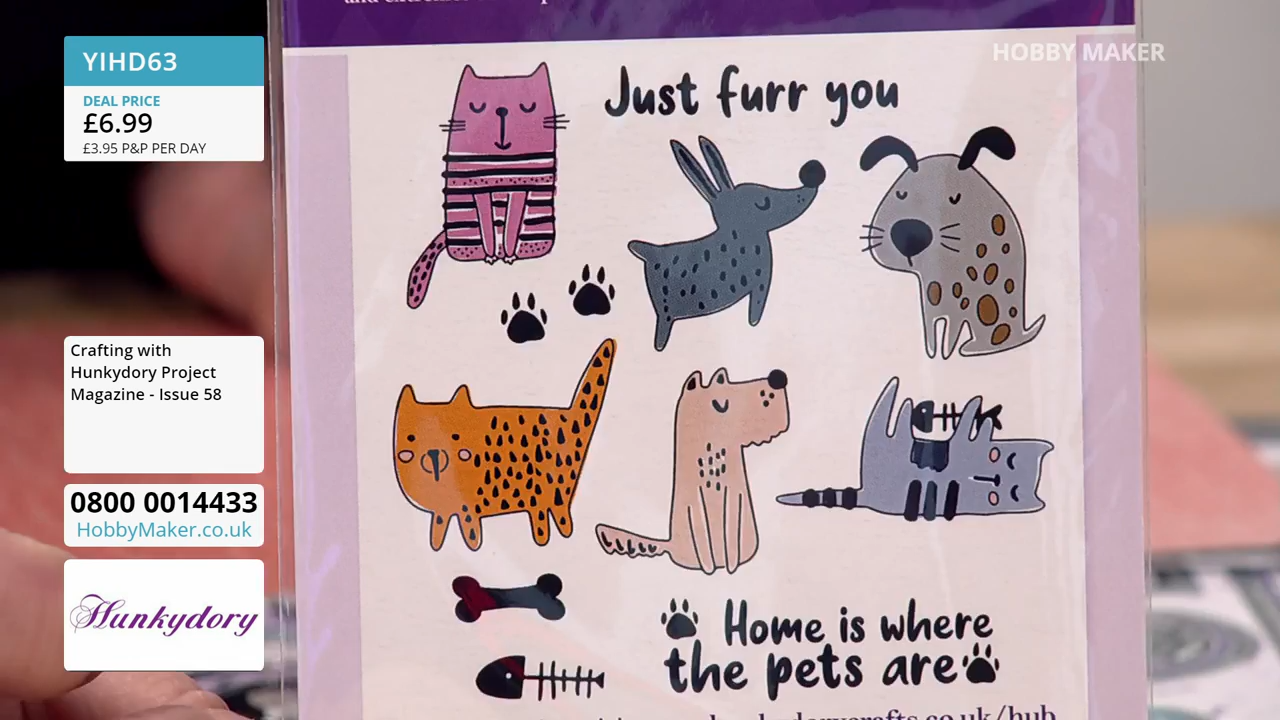 YIHD63
DEAL PRICE
£6.99
£3.95 P&P PER DAY
Crafting with
Hunkydory Project
Magazine - Issue 58
0800 0014433
HobbyMaker.co.uk
Hunkydory
HOBBY MAKER
Just furr you
Home is where
the pets are